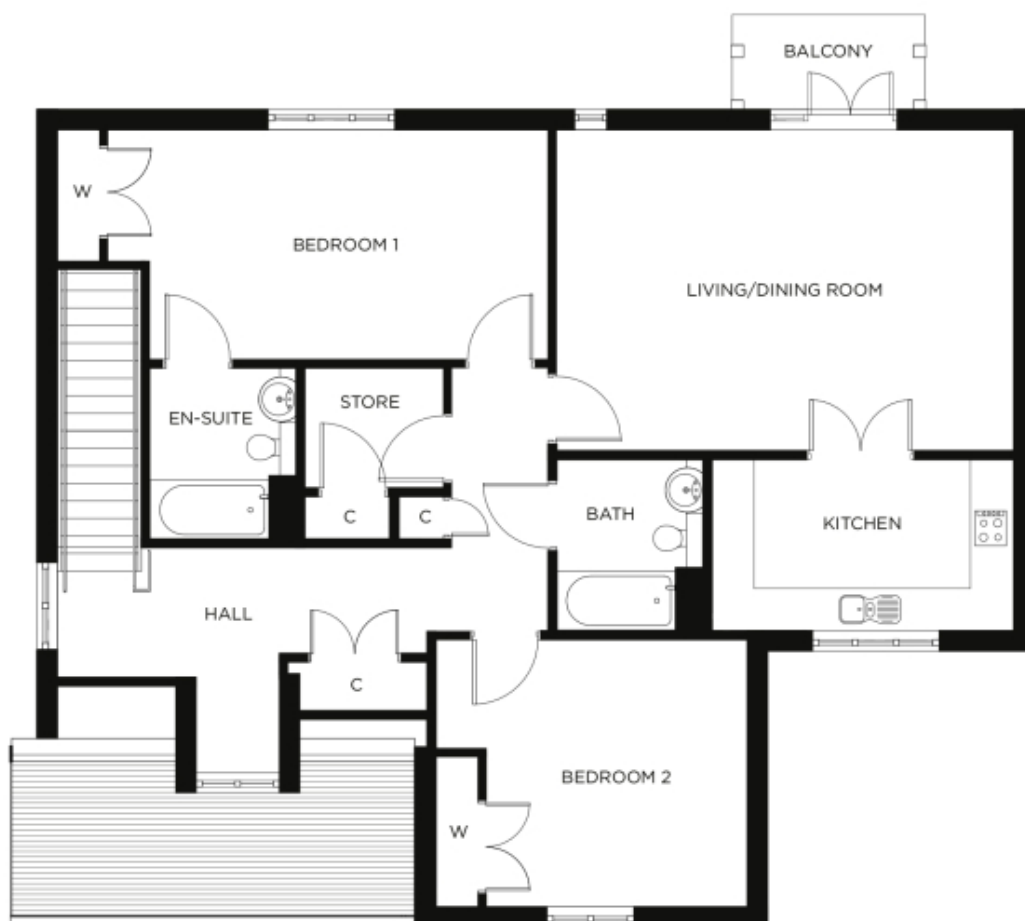 BALCONY
W
BEDROOM 1
LIVING/DINING ROOM
STORE
EN-SUITE
BATH
KITCHEN
C
C
HALL
C
BEDROOM 2
W